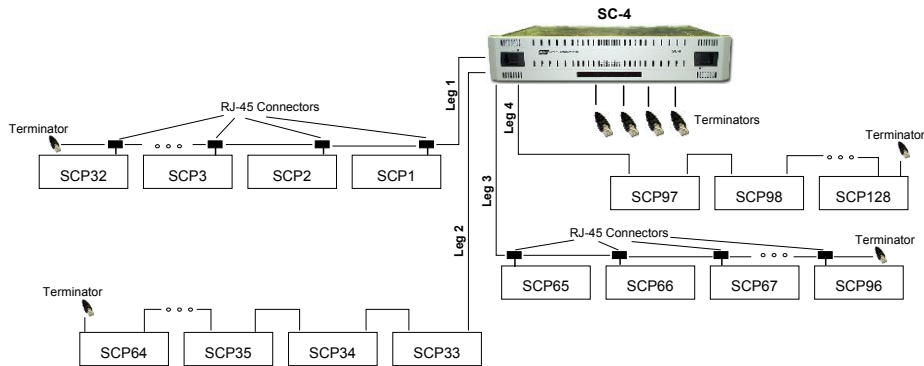 SC-4
Leg 1
Leg 4
RJ-45 Connectors
Terminator
Terminators
Terminator
SCP32
SCP3
SCP2
SCP1
SCP97
SCP98
SCP128
Leg 3
Leg 2
RJ-45 Connectors
Terminator
SCP65
SCP66
SCP67
SCP96
Terminator
SCP64
SCP35
SCP34
SCP33